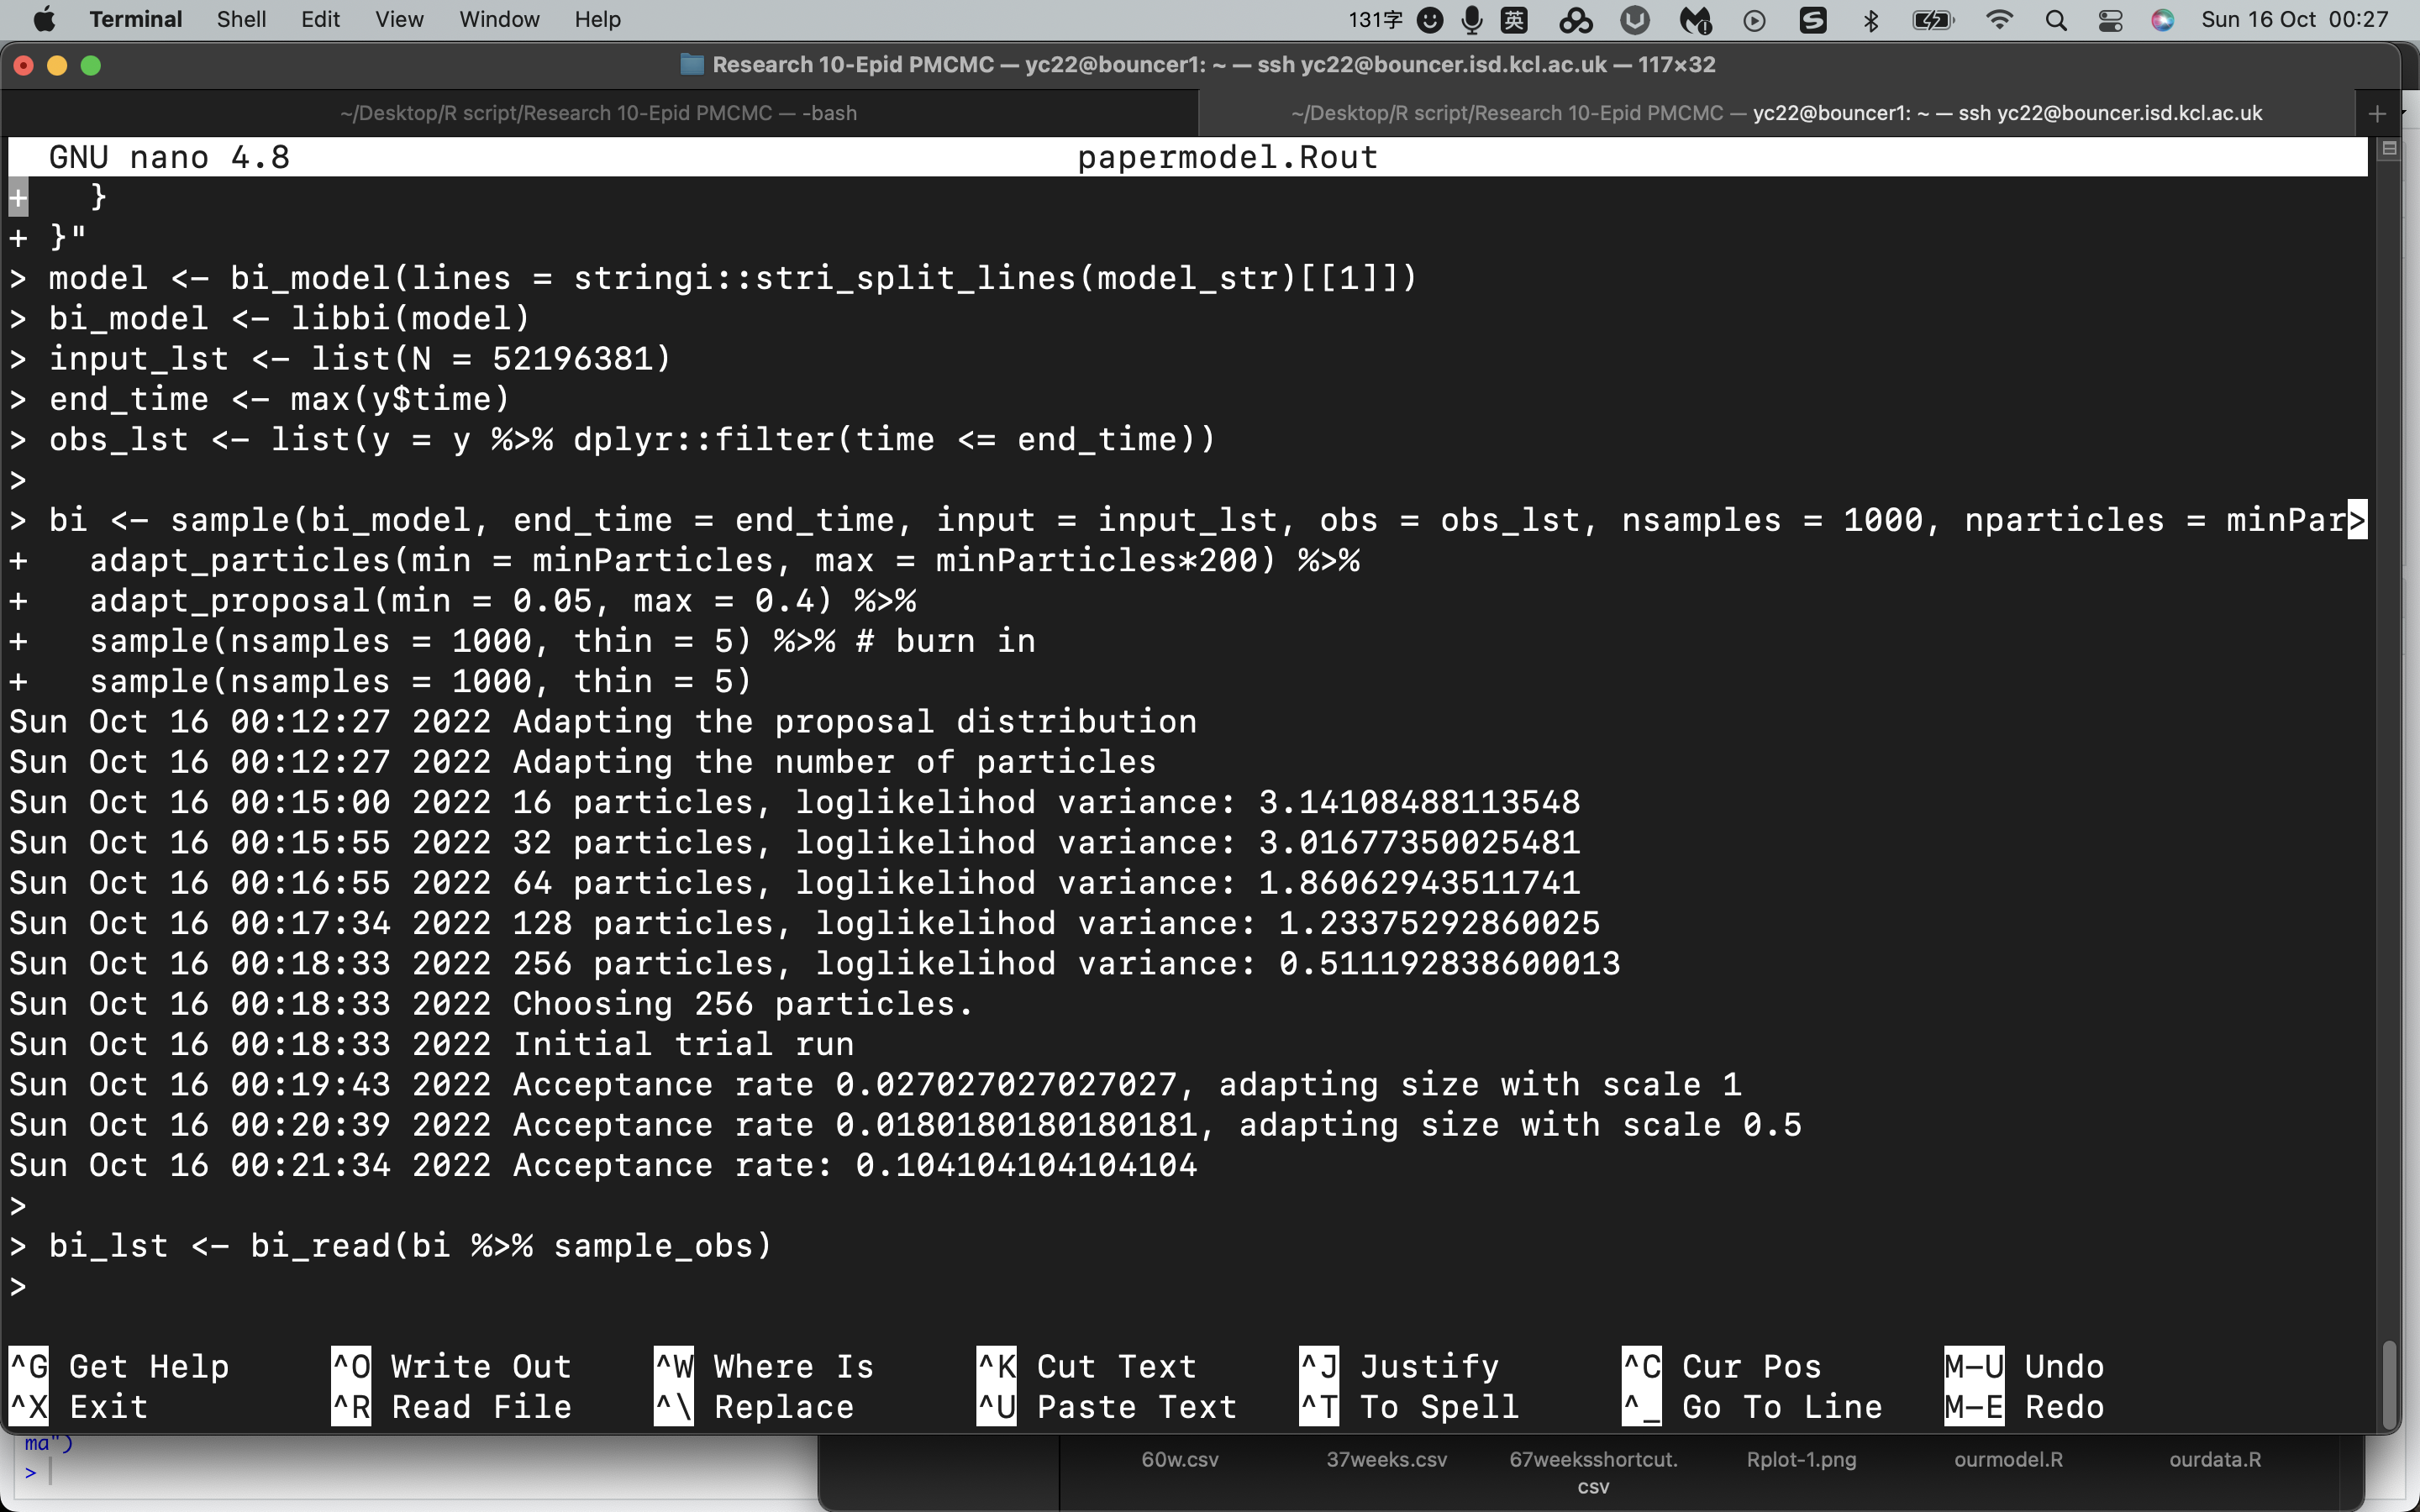 Terminal Shell Edit View Window Help 131字 英 Sun 16 Oct 00:27
Research 10-Epid PMCMC — yc22@bouncer1: ~ — ssh yc22@bouncer.isd.kcl.ac.uk — 117×32
~/Desktop/R script/Research 10-Epid PMCMC — -bash
~/Desktop/R script/Research 10-Epid PMCMC — yc22@bouncer1: ~ — ssh yc22@bouncer.isd.kcl.ac.uk +
GNU nano 4.8 papermodel.Rout
+   }
+ }"
> model <- bi_model(lines = stringi::stri_split_lines(model_str)[[1]])
> bi_model <- libbi(model)
> input_lst <- list(N = 52196381)
> end_time <- max(y$time)
> obs_lst <- list(y = y %>% dplyr::filter(time <= end_time))
>
> bi <- sample(bi_model, end_time = end_time, input = input_lst, obs = obs_lst, nsamples = 1000, nparticles = minPar>
+   adapt_particles(min = minParticles, max = minParticles*200) %>%
+   adapt_proposal(min = 0.05, max = 0.4) %>%
+   sample(nsamples = 1000, thin = 5) %>% # burn in
+   sample(nsamples = 1000, thin = 5)
Sun Oct 16 00:12:27 2022 Adapting the proposal distribution
Sun Oct 16 00:12:27 2022 Adapting the number of particles
Sun Oct 16 00:15:00 2022 16 particles, loglikelihod variance: 3.14108488113548
Sun Oct 16 00:15:55 2022 32 particles, loglikelihod variance: 3.01677350025481
Sun Oct 16 00:16:55 2022 64 particles, loglikelihod variance: 1.86062943511741
Sun Oct 16 00:17:34 2022 128 particles, loglikelihod variance: 1.23375292860025
Sun Oct 16 00:18:33 2022 256 particles, loglikelihod variance: 0.511192838600013
Sun Oct 16 00:18:33 2022 Choosing 256 particles.
Sun Oct 16 00:18:33 2022 Initial trial run
Sun Oct 16 00:19:43 2022 Acceptance rate 0.027027027027027, adapting size with scale 1
Sun Oct 16 00:20:39 2022 Acceptance rate 0.0180180180180181, adapting size with scale 0.5
Sun Oct 16 00:21:34 2022 Acceptance rate: 0.104104104104104
>
> bi_lst <- bi_read(bi %>% sample_obs)
>
^G Get Help ^O Write Out ^W Where Is ^K Cut Text ^J Justify ^C Cur Pos M-U Undo
^X Exit ^R Read File ^\ Replace ^U Paste Text ^T To Spell ^_ Go To Line M-E Redo
ma")
>
60w.csv 37weeks.csv 67weeksshortcut. Rplot-1.png ourmodel.R ourdata.R
csv